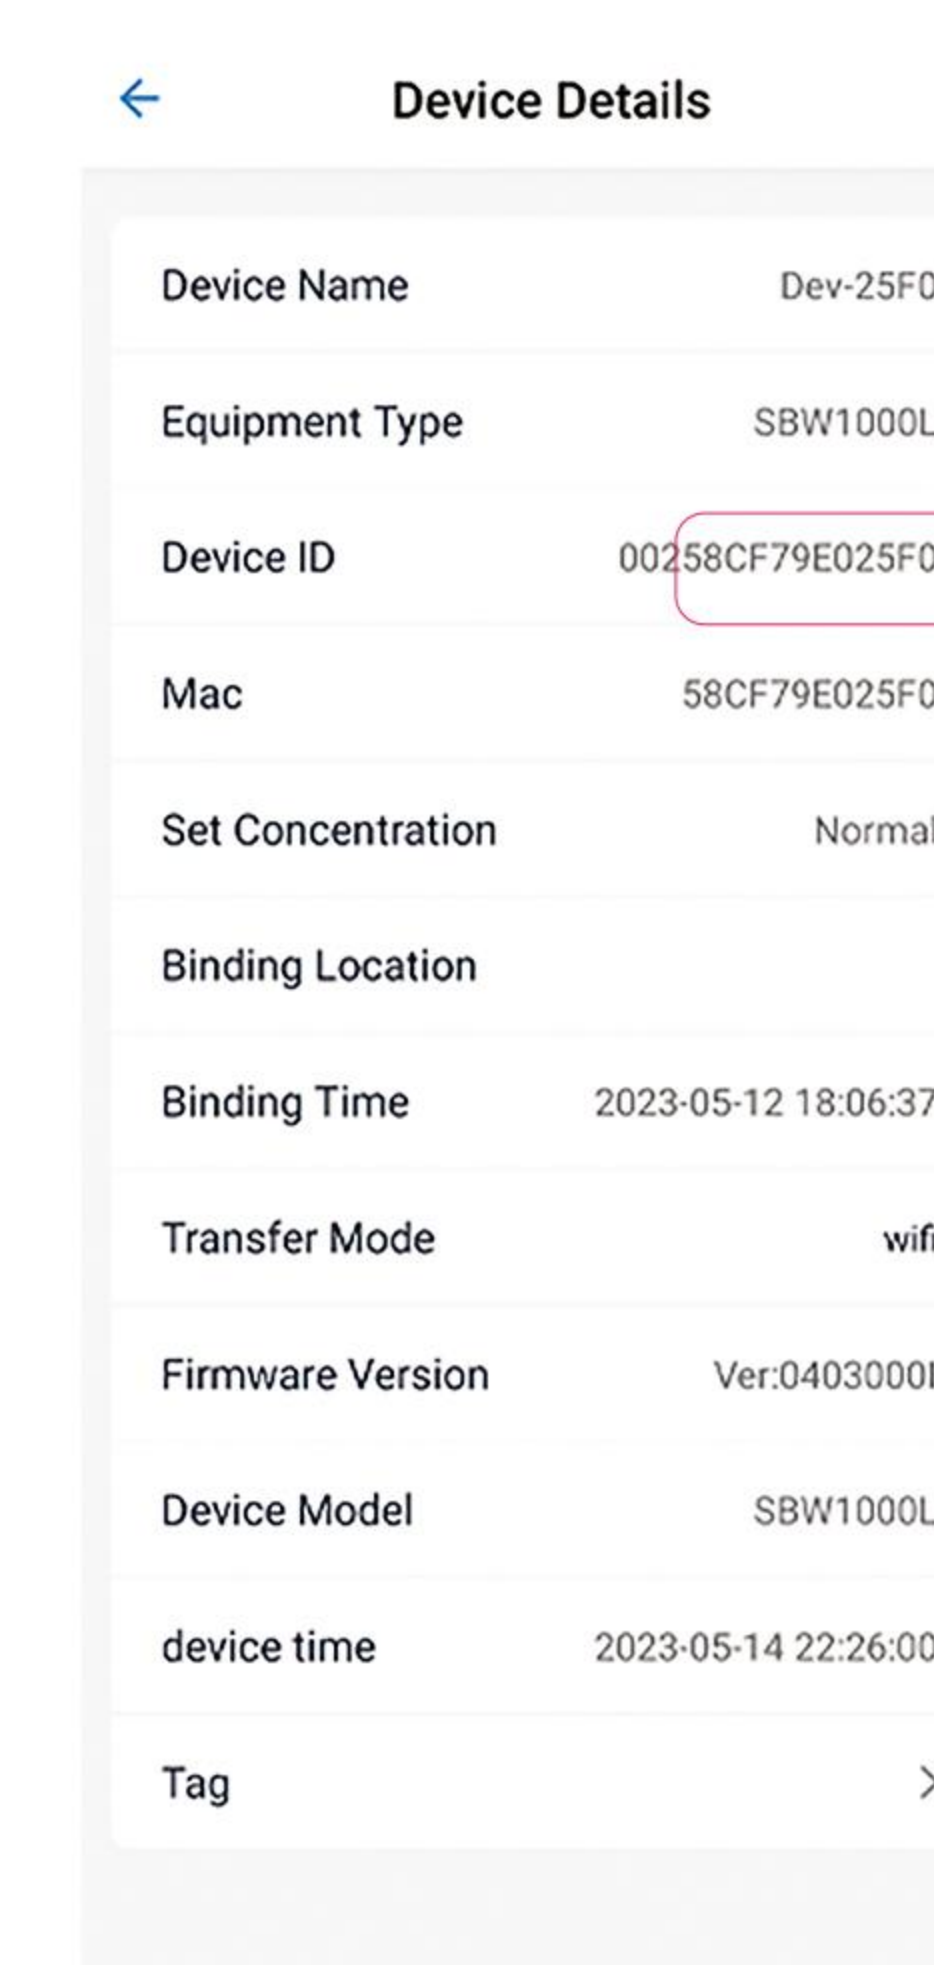 Device Details
Device Name Dev-25F0
Equipment Type SBW1000L
Device ID 00258CF79E025F0
Mac 58CF79E025F0
Set Concentration Normal
Binding Location
Binding Time 2023-05-12 18:06:37
Transfer Mode wifi
Firmware Version Ver:0403000
Device Model SBW1000L
device time 2023-05-14 22:26:00
Tag